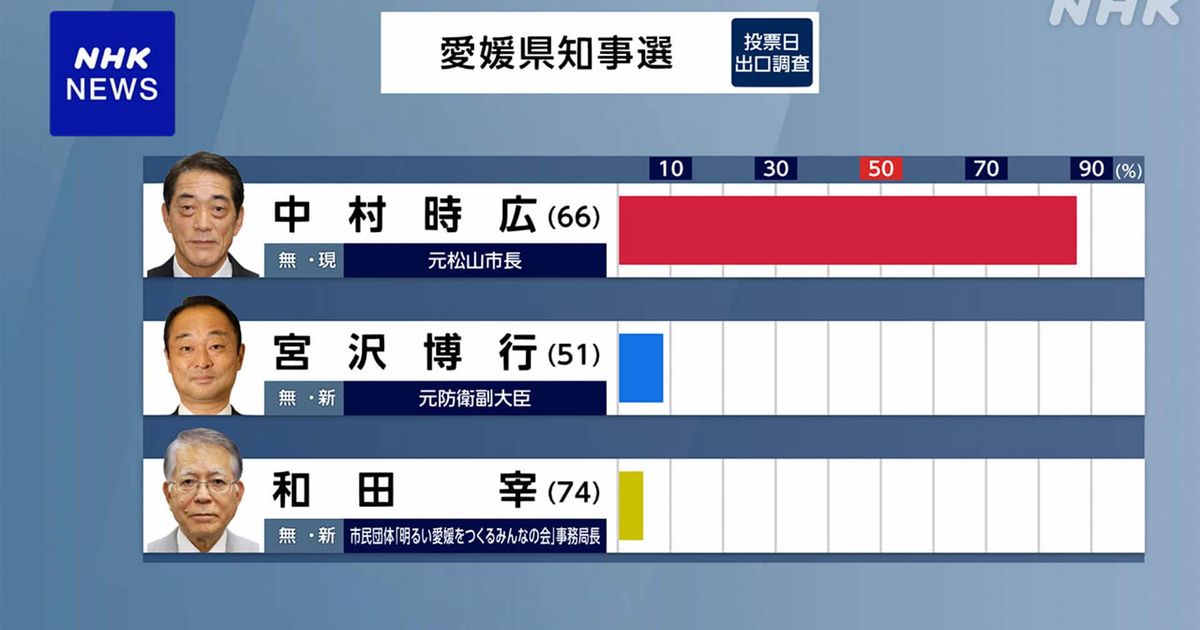 NHK
NEWS
NHK
愛媛県知事選
投票日
出口調査
10 30 50 70 90 (%)
中村時広(66)
無・現 元松山市長
宮沢博行(51)
無・新 元防衛副大臣
和田宰(74)
無・新 市民団体「明るい愛媛をつくるみんなの会」事務局長